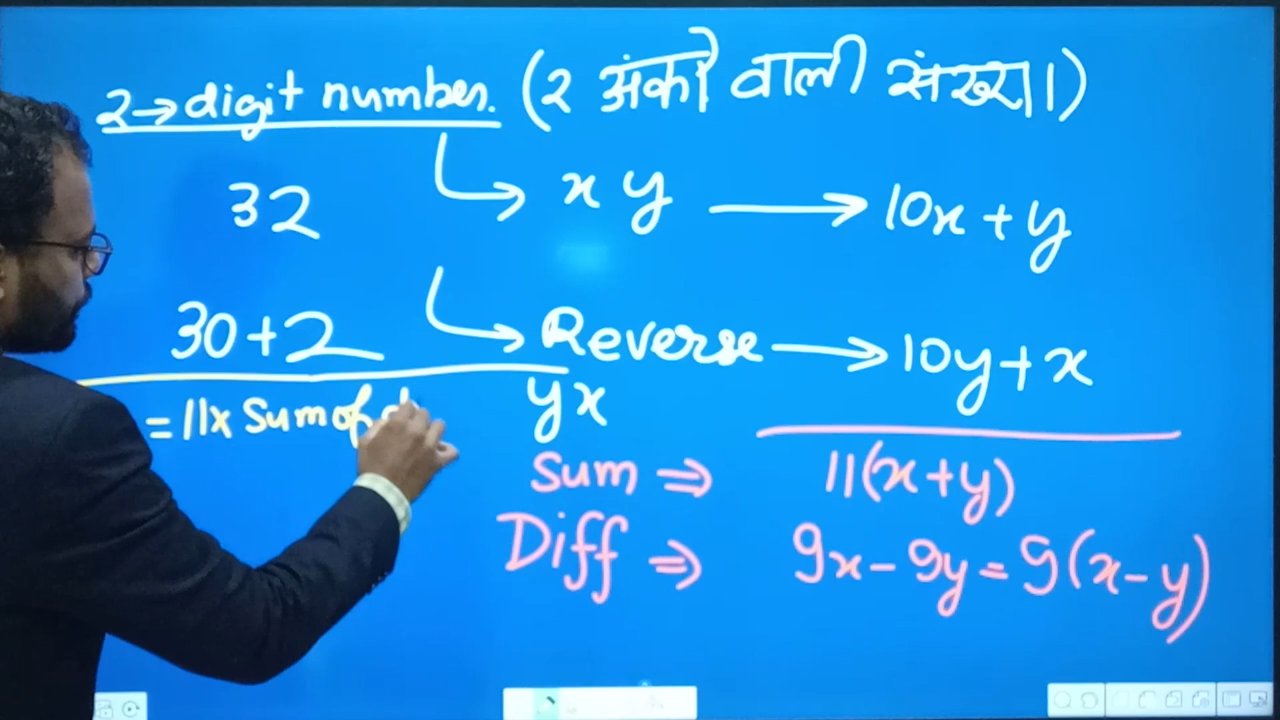 2→digit number. (२ अंको वाली संख्या।)
32
xy → 10x+y
30+2
Reverse → 10y+x
yx
=11x Sum of
Sum ⇒ 11(x+y)
Diff ⇒ 9x-9y=9(x-y)